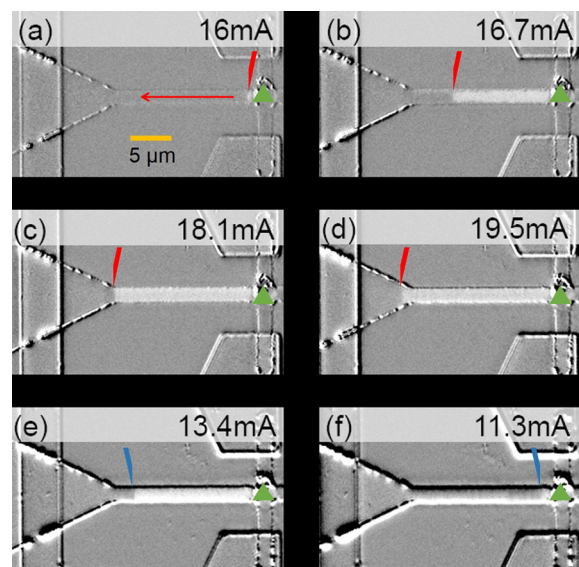 (a) 16mA
5 μm
(b) 16.7mA
(c) 18.1mA
(d) 19.5mA
(e) 13.4mA
(f) 11.3mA